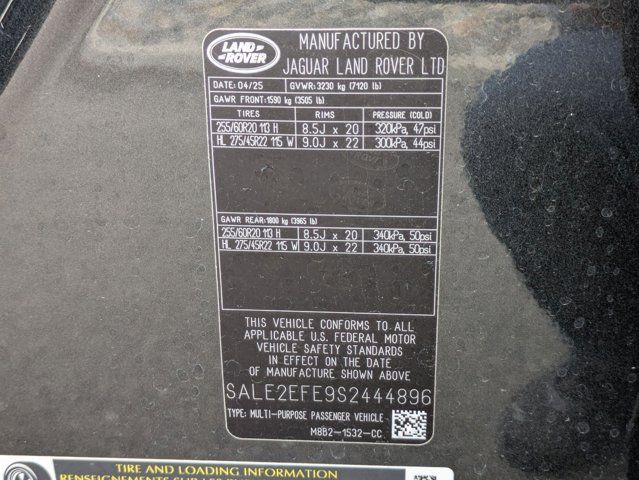 LAND ROVER
MANUFACTURED BY
JAGUAR LAND ROVER LTD
DATE: 04/25 GVWR: 3230 kg (7120 lb)
GAWR FRONT: 1590 kg (3505 lb)
TIRES RIMS PRESSURE (COLD)
255/60R20 113 H 8.5J x 20 320kPa, 47psi
HL 275/45R22 115 W 9.0J x 22 300kPa, 44psi
GAWR REAR: 1800 kg (3965 lb)
255/60R20 113 H 8.5J x 20 340kPa, 50psi
HL 275/45R22 115 W 9.0J x 22 340kPa, 50psi
THIS VEHICLE CONFORMS TO ALL
APPLICABLE U.S. FEDERAL MOTOR
VEHICLE SAFETY STANDARDS
IN EFFECT ON THE DATE
OF MANUFACTURE SHOWN ABOVE
SALE2EFE9S2444896
TYPE: MULTI-PURPOSE PASSENGER VEHICLE
M8B2-1532-CC
TIRE AND LOADING INFORMATION
RENSEIGNEMENTS SUR LES